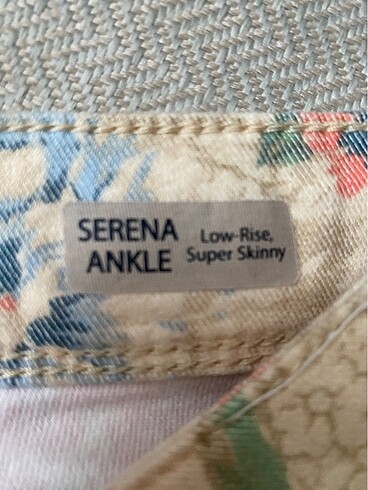 SERENA
ANKLE
Low-Rise,
Super Skinny